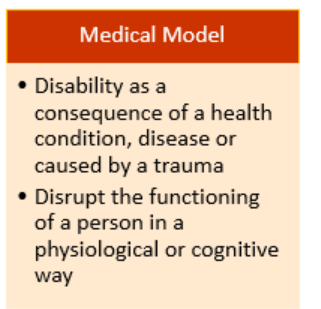 Medical Model
• Disability as a
consequence of a health
condition, disease or
caused by a trauma
• Disrupt the functioning
of a person in a
physiological or cognitive
way